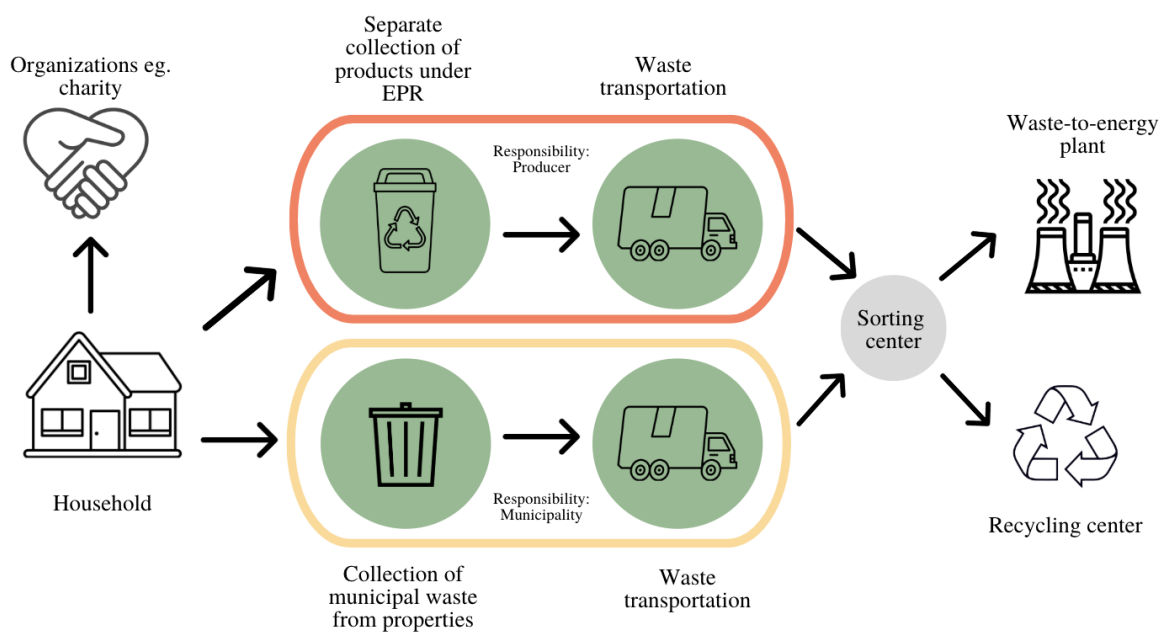 Organizations eg.
charity
Separate
collection of
products under
EPR
Waste
transportation
Responsibility:
Producer
Waste-to-energy
plant
Sorting
center
Household
Responsibility:
Municipality
Recycling center
Collection of
municipal waste
from properties
Waste
transportation